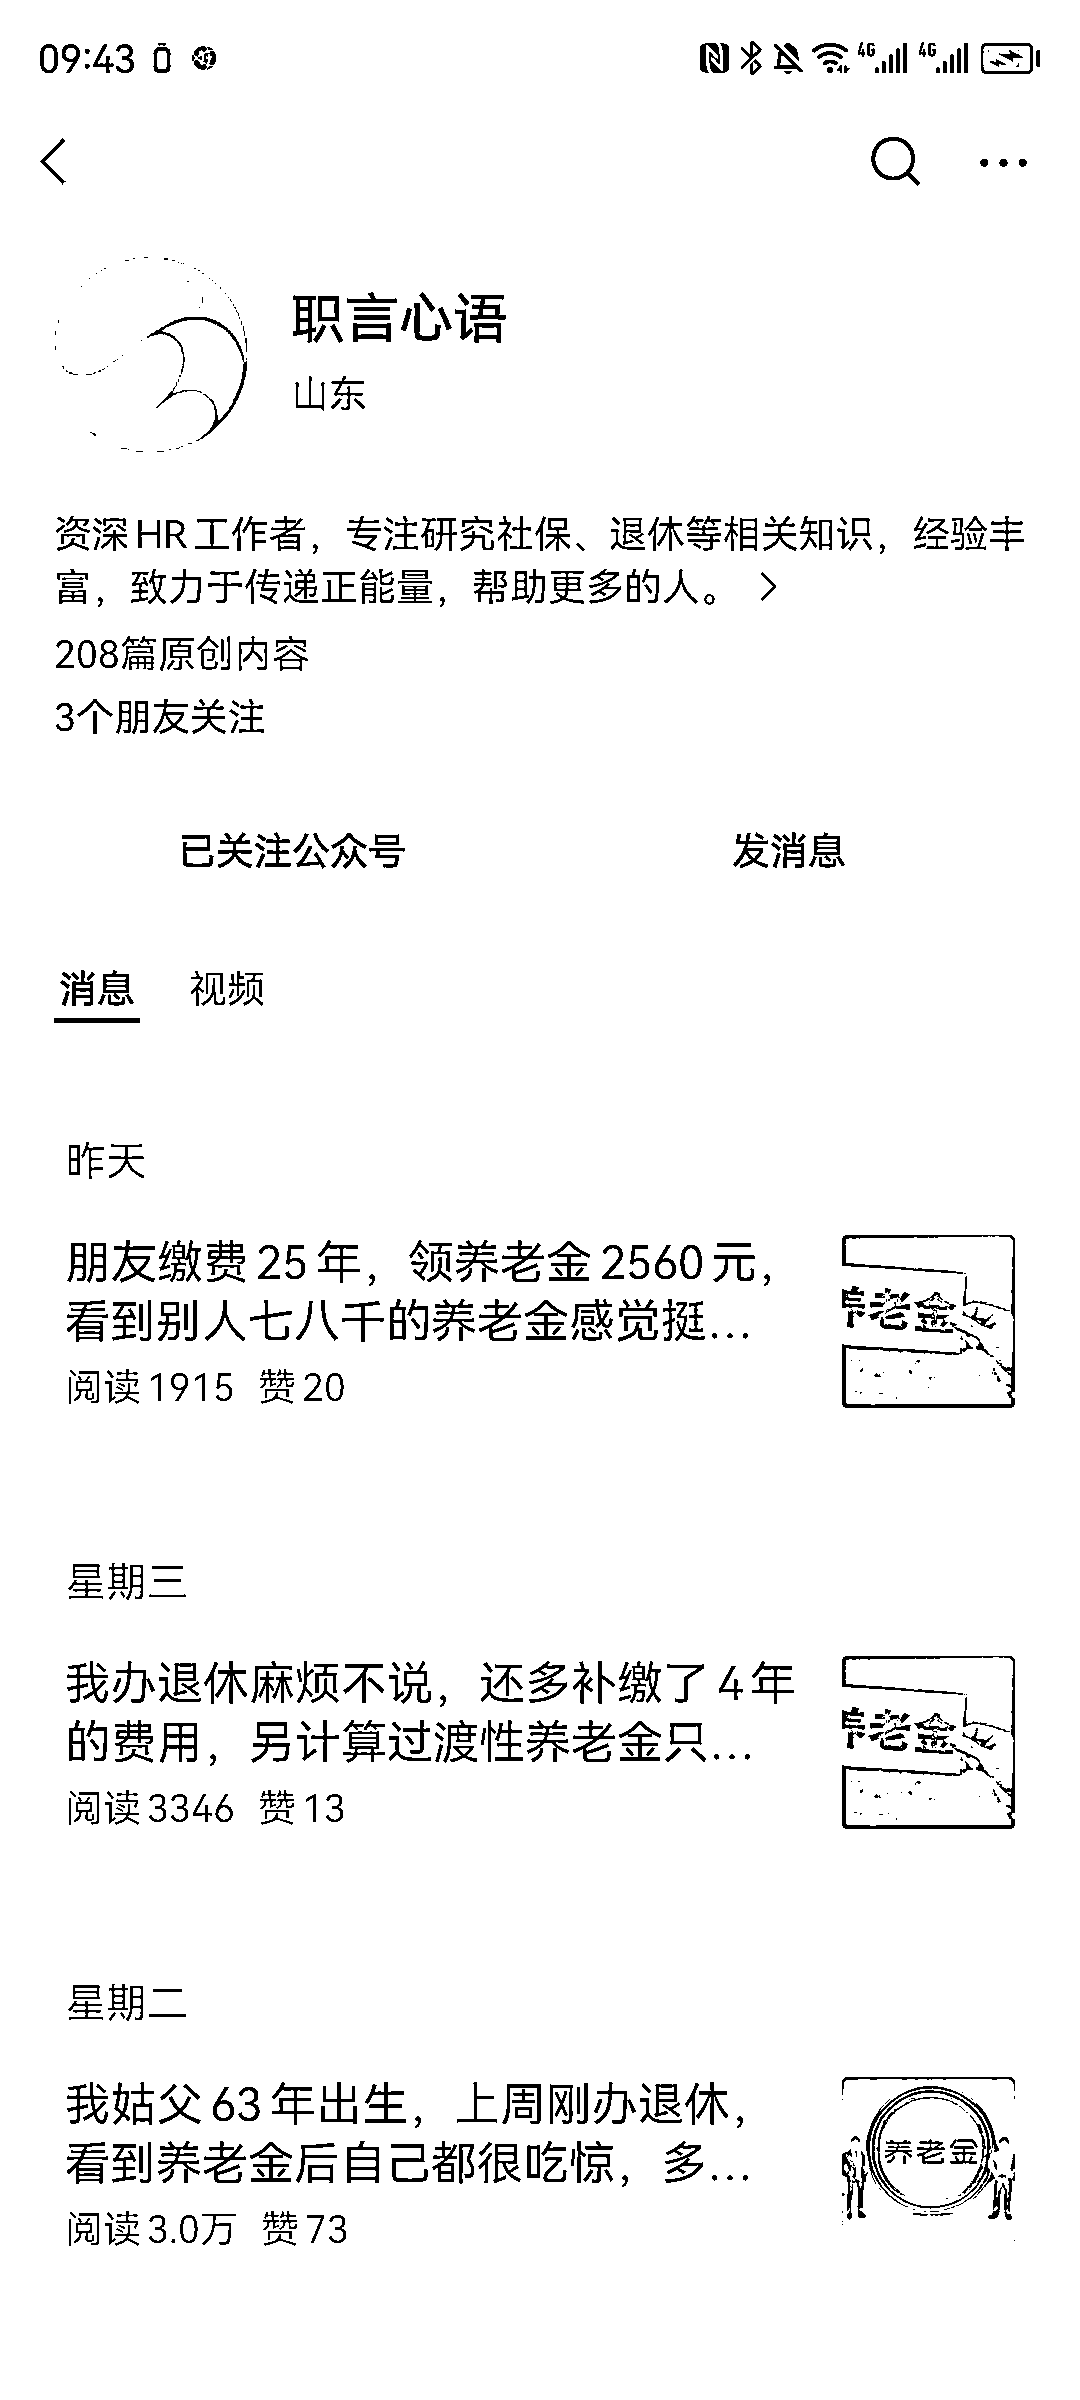 09:43
4G 4G
职言心语
山东
资深HR工作者，专注研究社保、退休等相关知识，经验丰
富，致力于传递正能量，帮助更多的人。
208篇原创内容
3个朋友关注
已关注公众号 发消息
消息 视频
昨天
朋友缴费25年，领养老金2560元，
看到别人七八千的养老金感觉挺...
养老金
阅读1915 赞20
星期三
我办退休麻烦不说，还多补缴了4年
的费用，另计算过渡性养老金只...
养老金
阅读3346 赞13
星期二
我姑父63年出生，上周刚办退休，
看到养老金后自己都很吃惊，多...
养老金
阅读3.0万 赞73